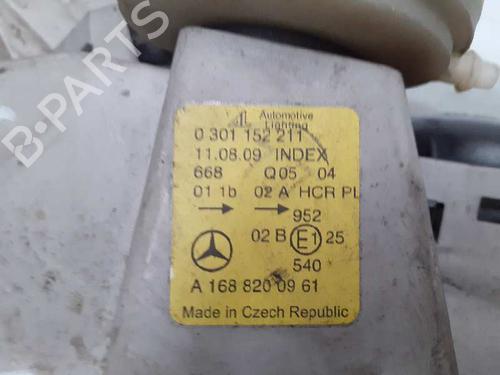 B-PARTS
Automotive
Lighting
0 301 152 211
11.08.09 INDEX
668 Q05 04
01 1b 02 A HCR PL
952
02 B E1 25
540
A 168 820 09 61
Made in Czech Republic